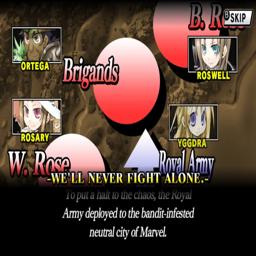 B. Rose
SKIP
ORTEGA
Brigands
ROSWELL
ROSARY
YGGDRA
W. Rose
Royal Army
-WE'LL NEVER FIGHT ALONE.-
To put a halt to the chaos, the Royal
Army deployed to the bandit-infested
neutral city of Marvel.